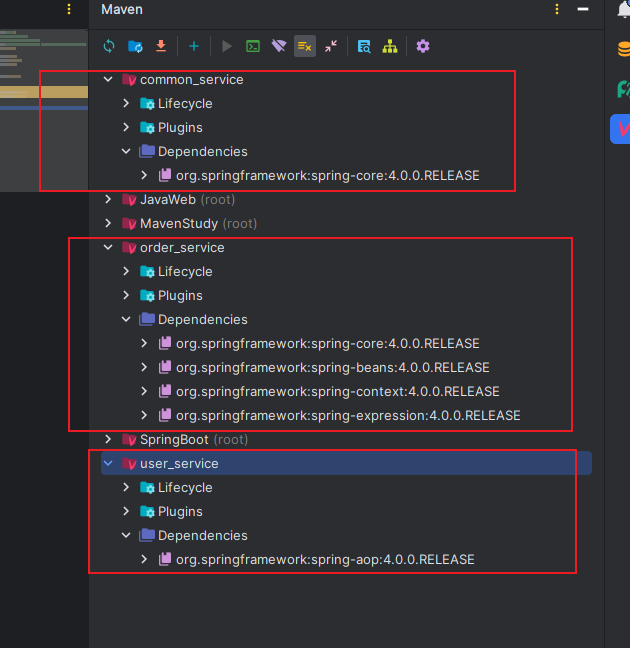 Maven
common_service
Lifecycle
Plugins
Dependencies
org.springframework:spring-core:4.0.0.RELEASE
JavaWeb (root)
MavenStudy (root)
order_service
Lifecycle
Plugins
Dependencies
org.springframework:spring-core:4.0.0.RELEASE
org.springframework:spring-beans:4.0.0.RELEASE
org.springframework:spring-context:4.0.0.RELEASE
org.springframework:spring-expression:4.0.0.RELEASE
SpringBoot (root)
user_service
Lifecycle
Plugins
Dependencies
org.springframework:spring-aop:4.0.0.RELEASE